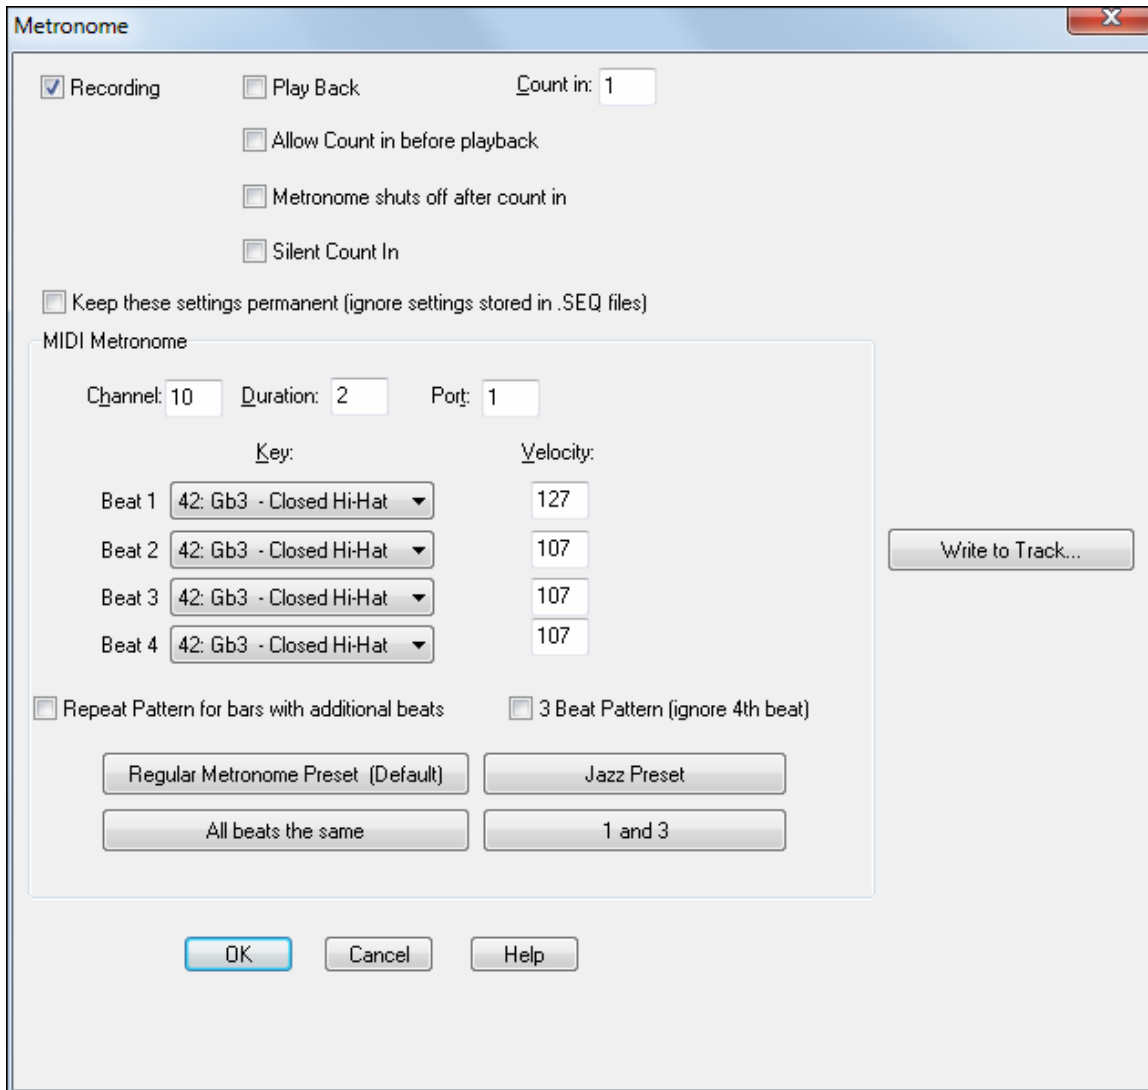 Metronome
x
Recording Play Back Count in: 1
Allow Count in before playback
Metronome shuts off after count in
Silent Count In
Keep these settings permanent (ignore settings stored in .SEQ files)
MIDI Metronome
Channel: 10 Duration: 2 Port: 1
Key: Velocity:
Beat 1 42: Gb3 - Closed Hi-Hat 127
Beat 2 42: Gb3 - Closed Hi-Hat 107
Write to Track...
Beat 3 42: Gb3 - Closed Hi-Hat 107
Beat 4 42: Gb3 - Closed Hi-Hat 107
Repeat Pattern for bars with additional beats 3 Beat Pattern (ignore 4th beat)
Regular Metronome Preset (Default) Jazz Preset
All beats the same 1 and 3
OK Cancel Help